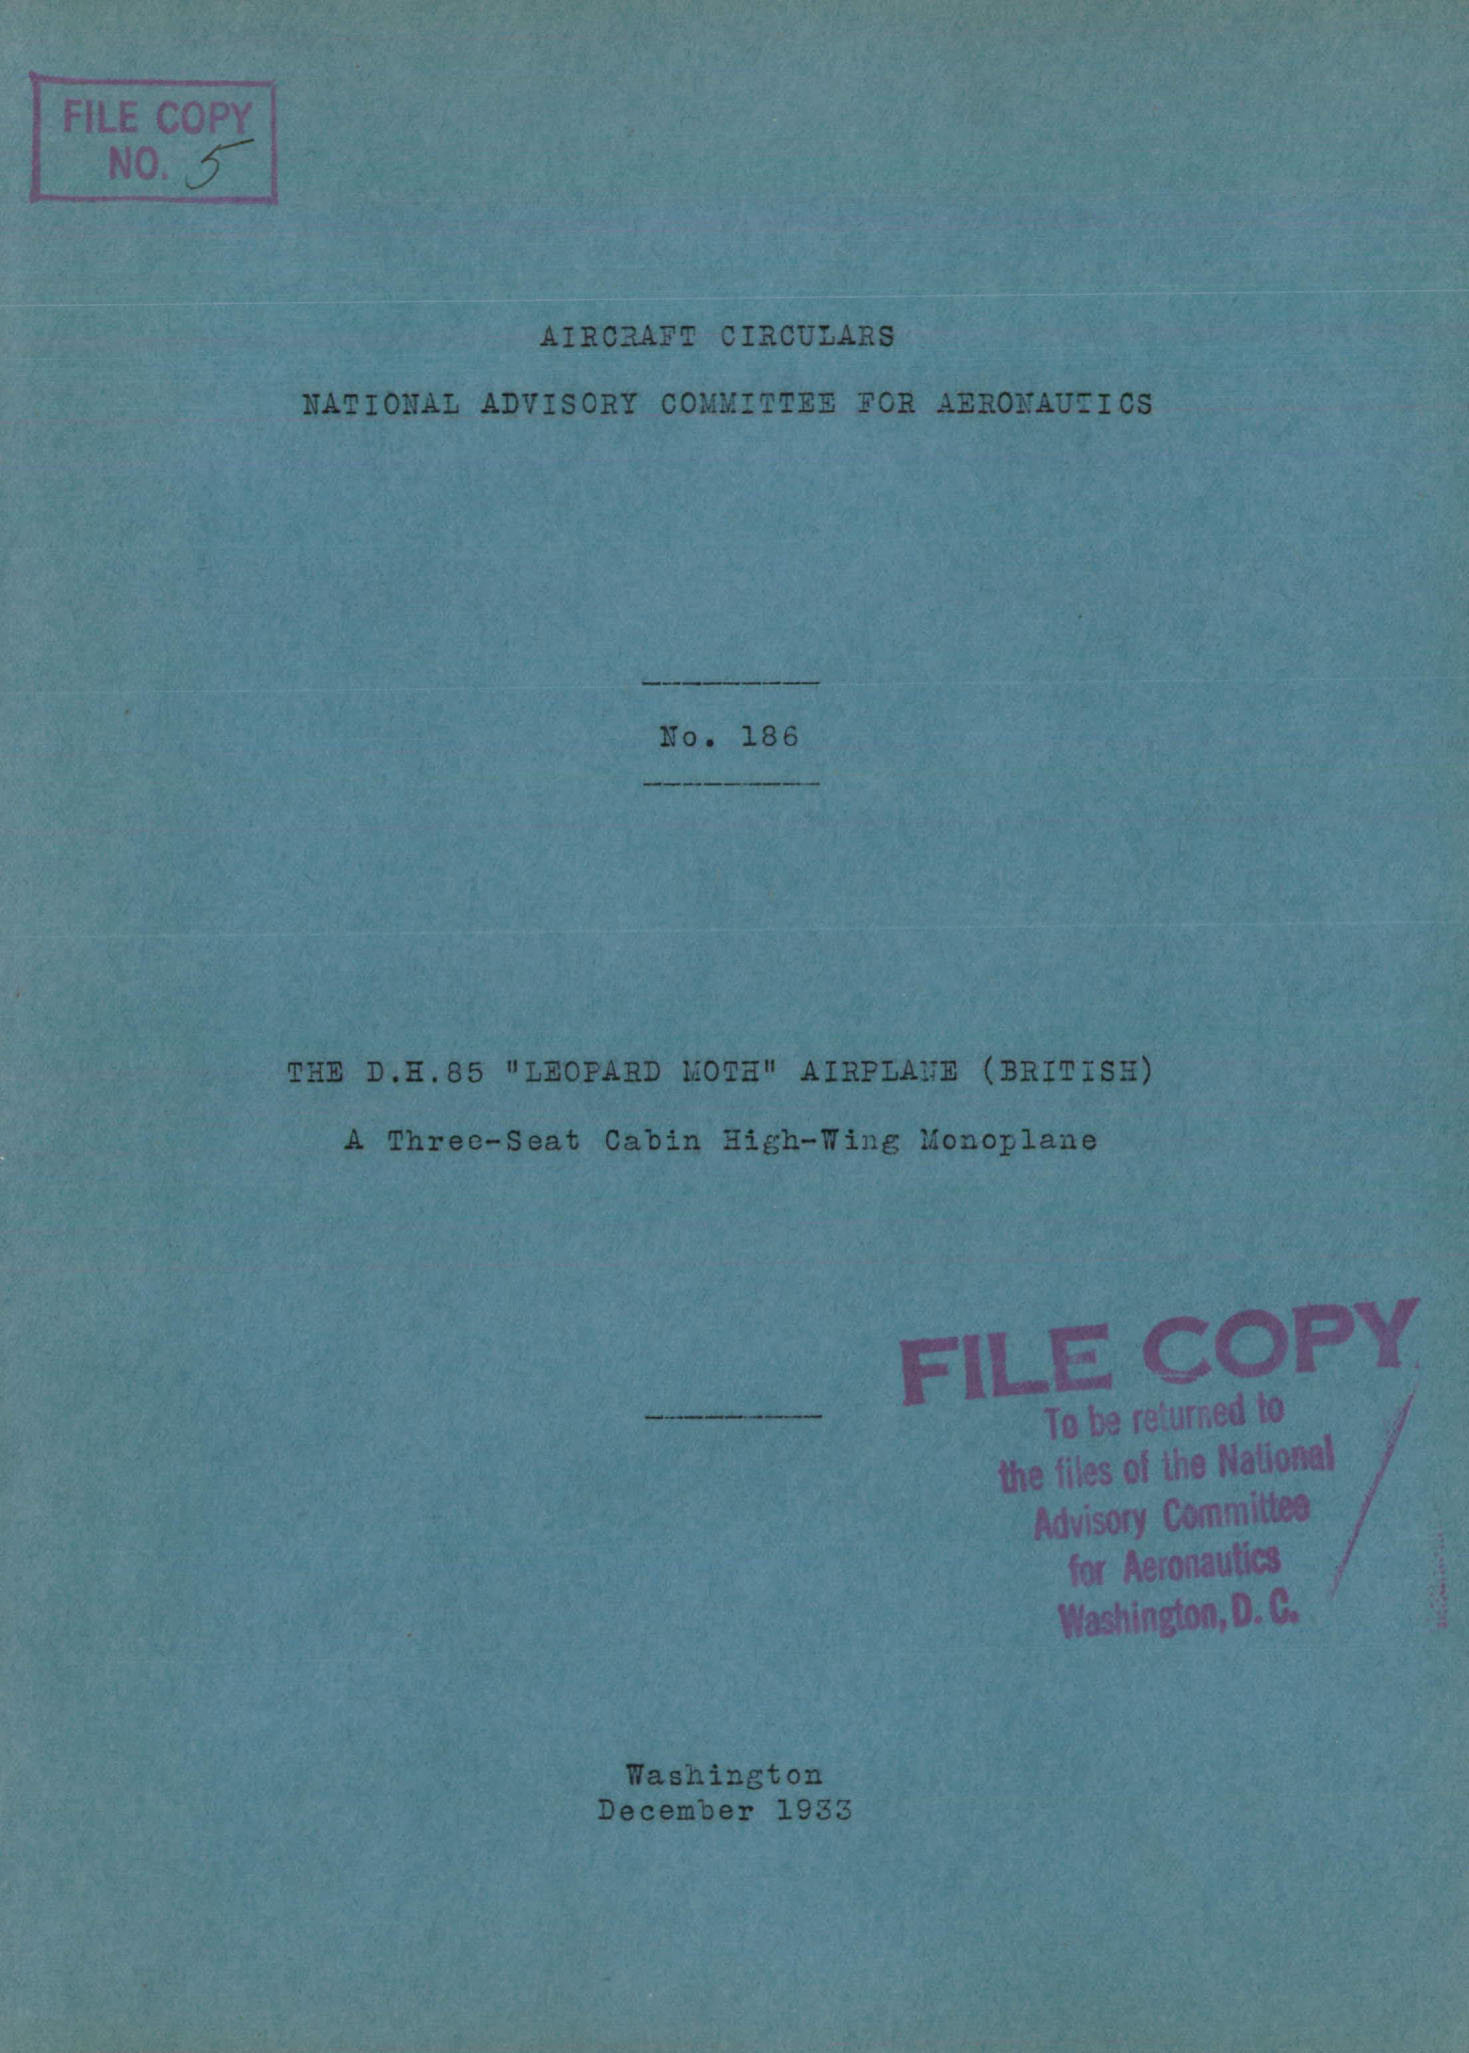 FILE COPY
NO. 5
AIRCRAFT CIRCULARS
NATIONAL ADVISORY COMMITTEE FOR AERONAUTICS
No. 186
THE D.H.85 "LEOPARD MOTH" AIRPLANE (BRITISH)
A Three-Seat Cabin High-Wing Monoplane
FILE COPY
To be returned to
the files of the National
Advisory Committee
for Aeronautics
Washington, D. C.
Washington
December 1933